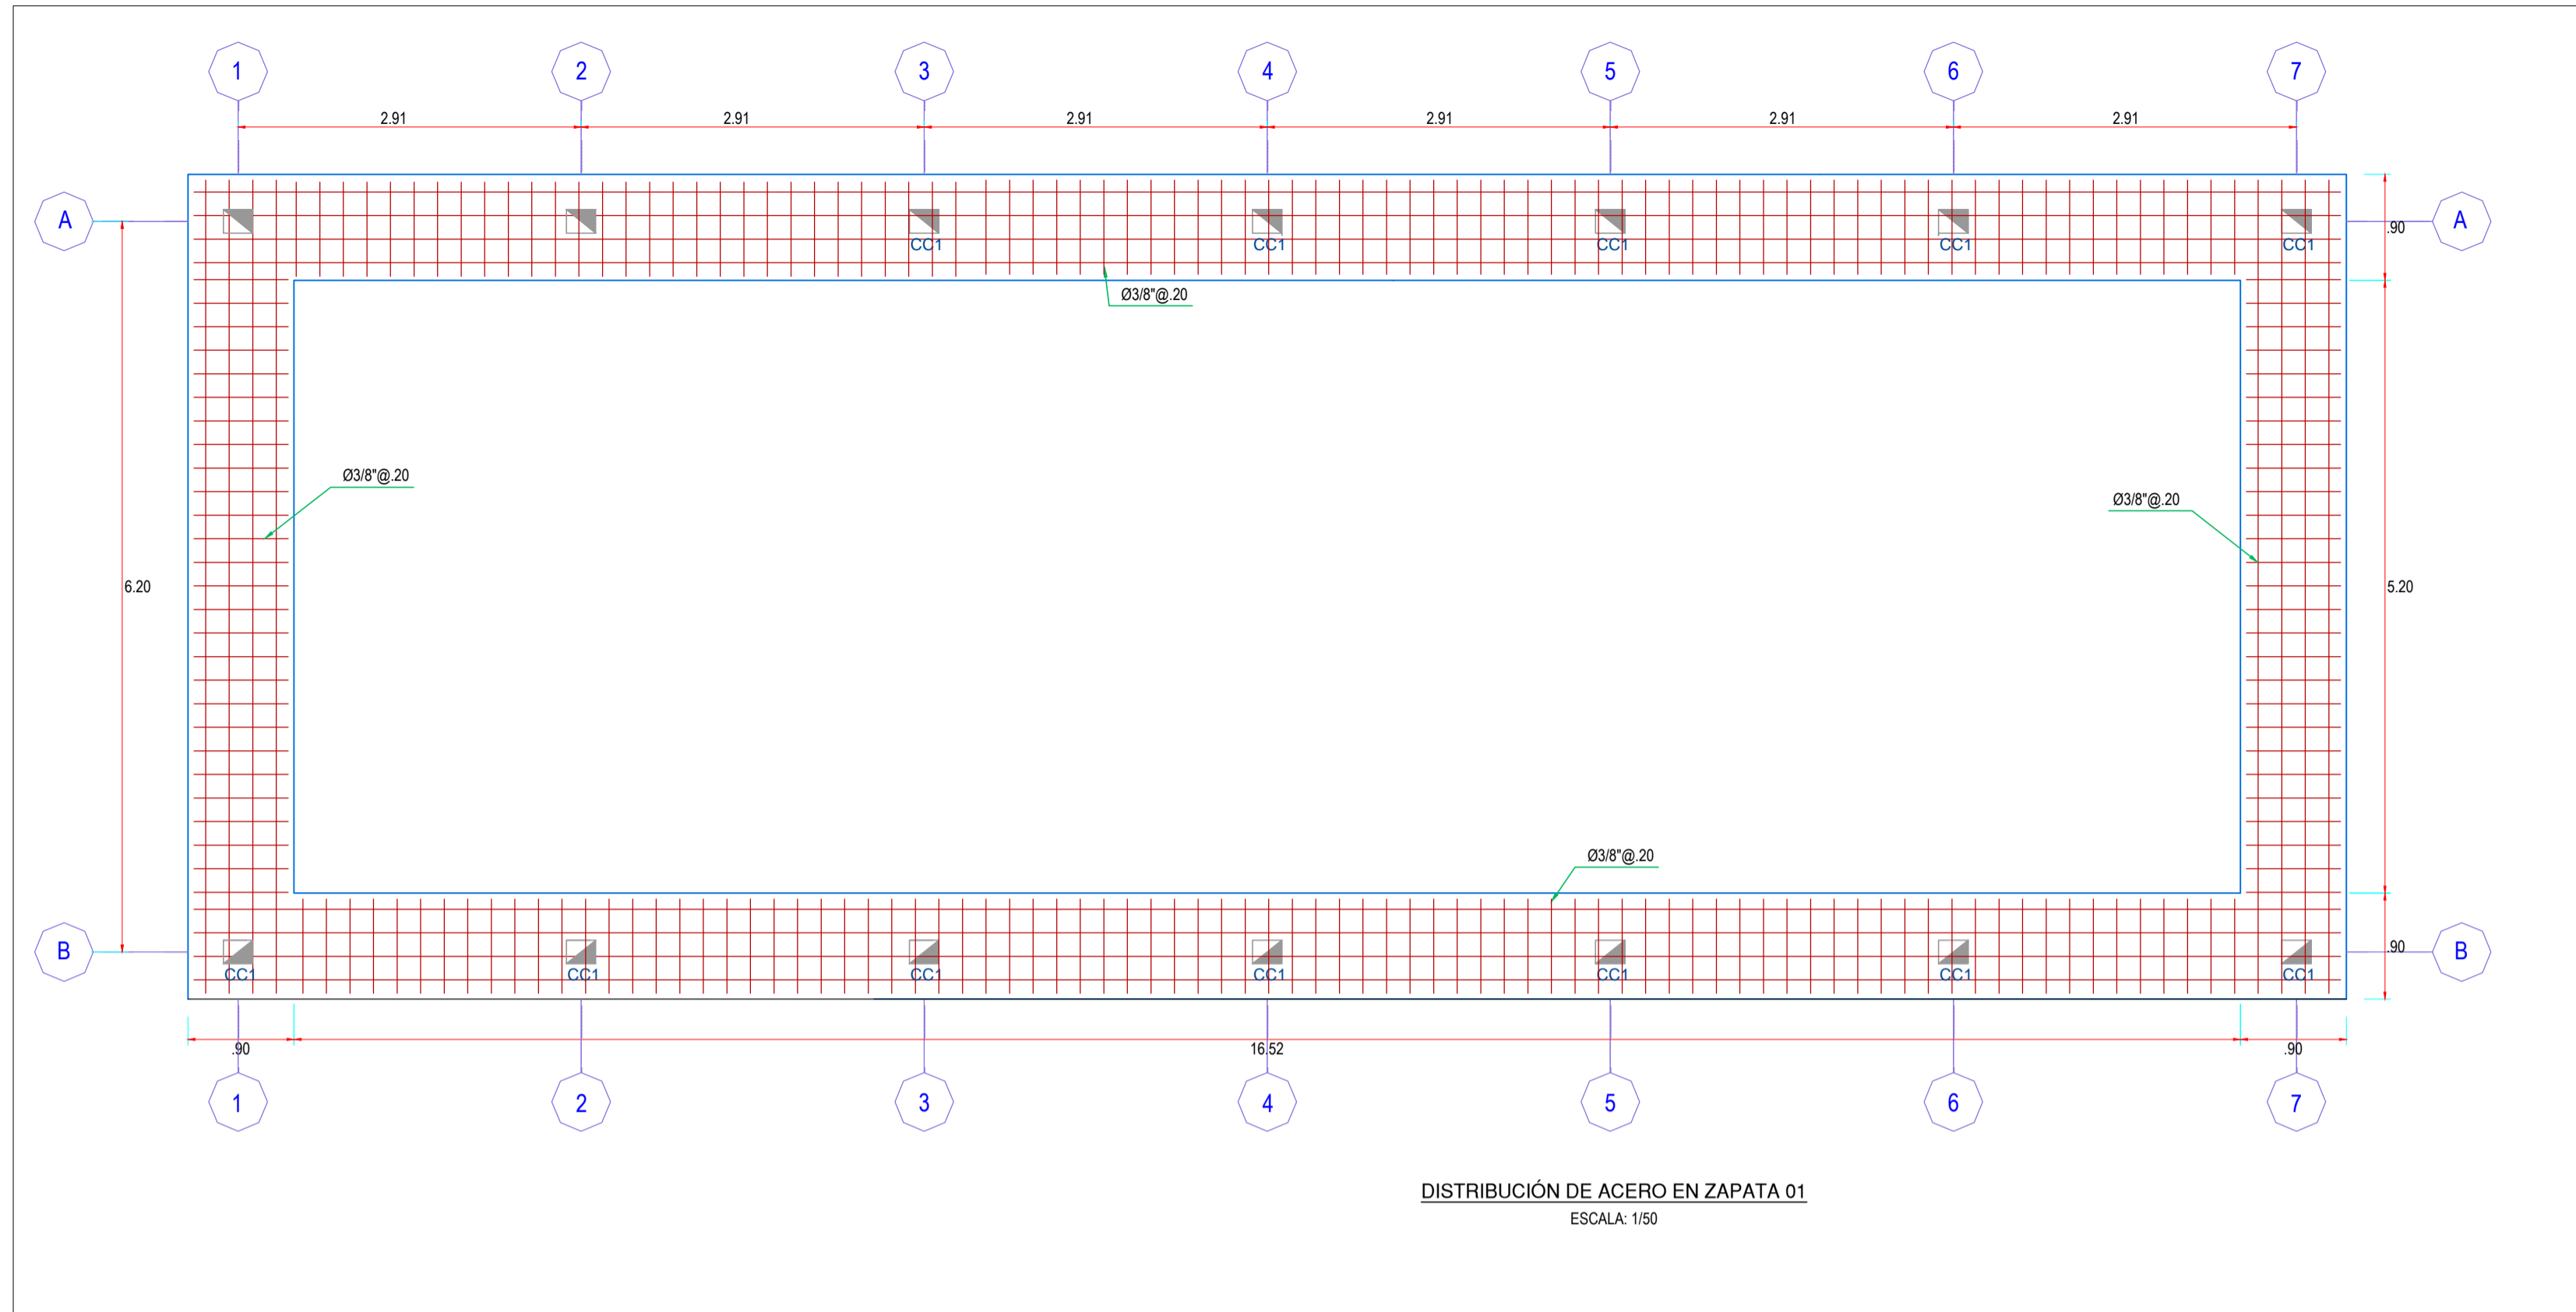 1 2 3 4 5 6 7
2.91 2.91 2.91 2.91 2.91 2.91
A A
.90
CC1 CC1 CC1 CC1 CC1
Ø3/8"@.20
Ø3/8"@.20
Ø3/8"@.20
6.20 5.20
Ø3/8"@.20
B B
.90
CC1 CC1 CC1 CC1 CC1 CC1 CC1
.90 16.52 .90
1 2 3 4 5 6 7
DISTRIBUCIÓN DE ACERO EN ZAPATA 01
ESCALA: 1/50